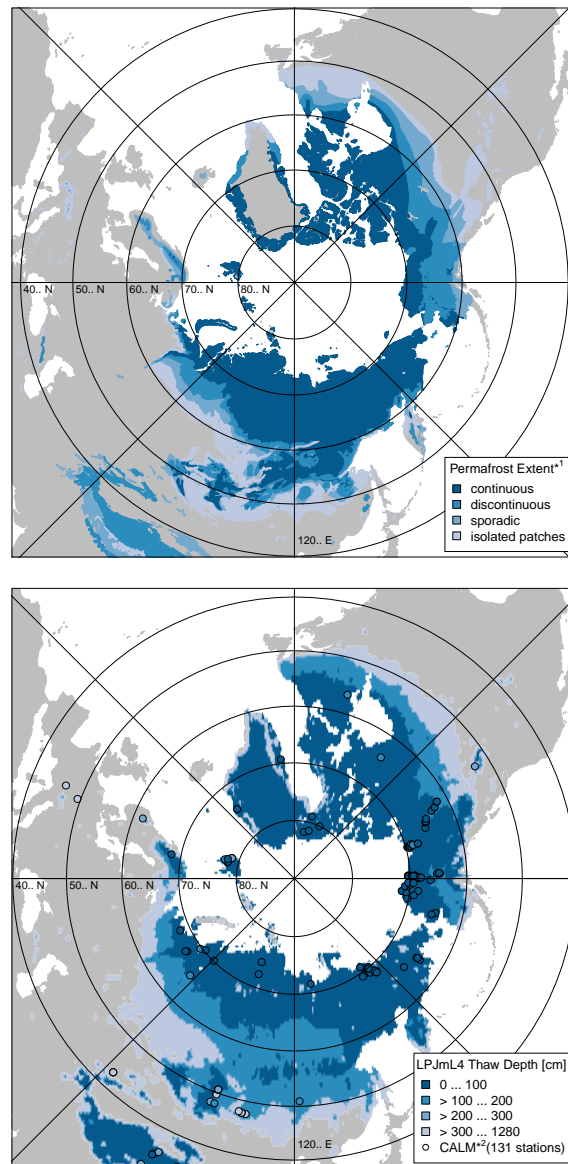 40.. N 50.. N 60.. N 70.. N 80.. N
Permafrost Extent*1
continuous
discontinuous
sporadic
isolated patches
120.. E
40.. N 50.. N 60.. N 70.. N 80.. N
LPJmL4 Thaw Depth [cm]
0 ... 100
> 100 ... 200
> 200 ... 300
> 300 ... 1280
CALM*2(131 stations)
120.. E